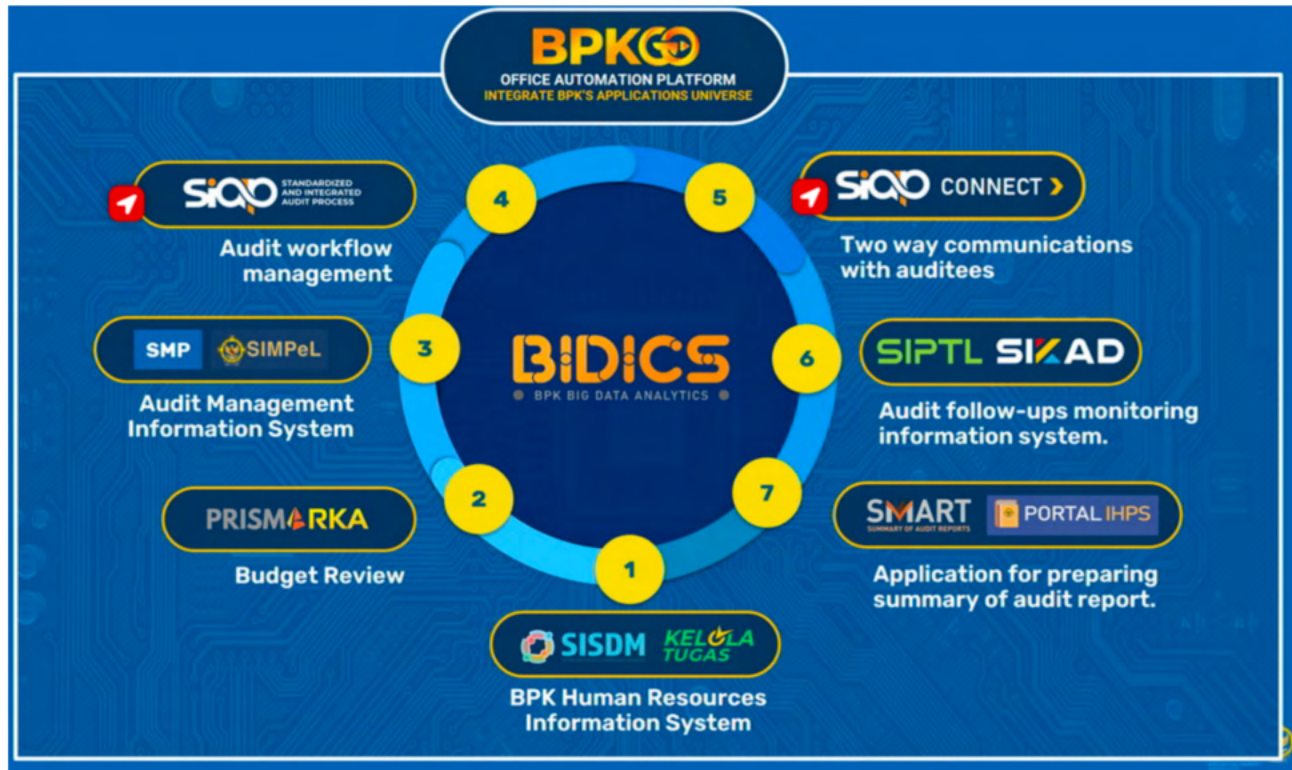 BPKGO
OFFICE AUTOMATION PLATFORM
INTEGRATE BPK'S APPLICATIONS UNIVERSE
4
SiAP STANDARDIZED
AND INTEGRATED
AUDIT PROCESS
Audit workflow
management
5
SiAP CONNECT >
Two way communications
with auditees
3
SMP SIMPeL
Audit Management
Information System
BIDICS
BPK BIG DATA ANALYTICS
6
SIPTL SIKAD
Audit follow-ups monitoring
information system.
2
PRISMARKA
Budget Review
7
SMART PORTAL IHPS
SUMMARY OF AUDIT REPORTS
Application for preparing
summary of audit report.
1
SISDM KELOLA
TUGAS
BPK Human Resources
Information System